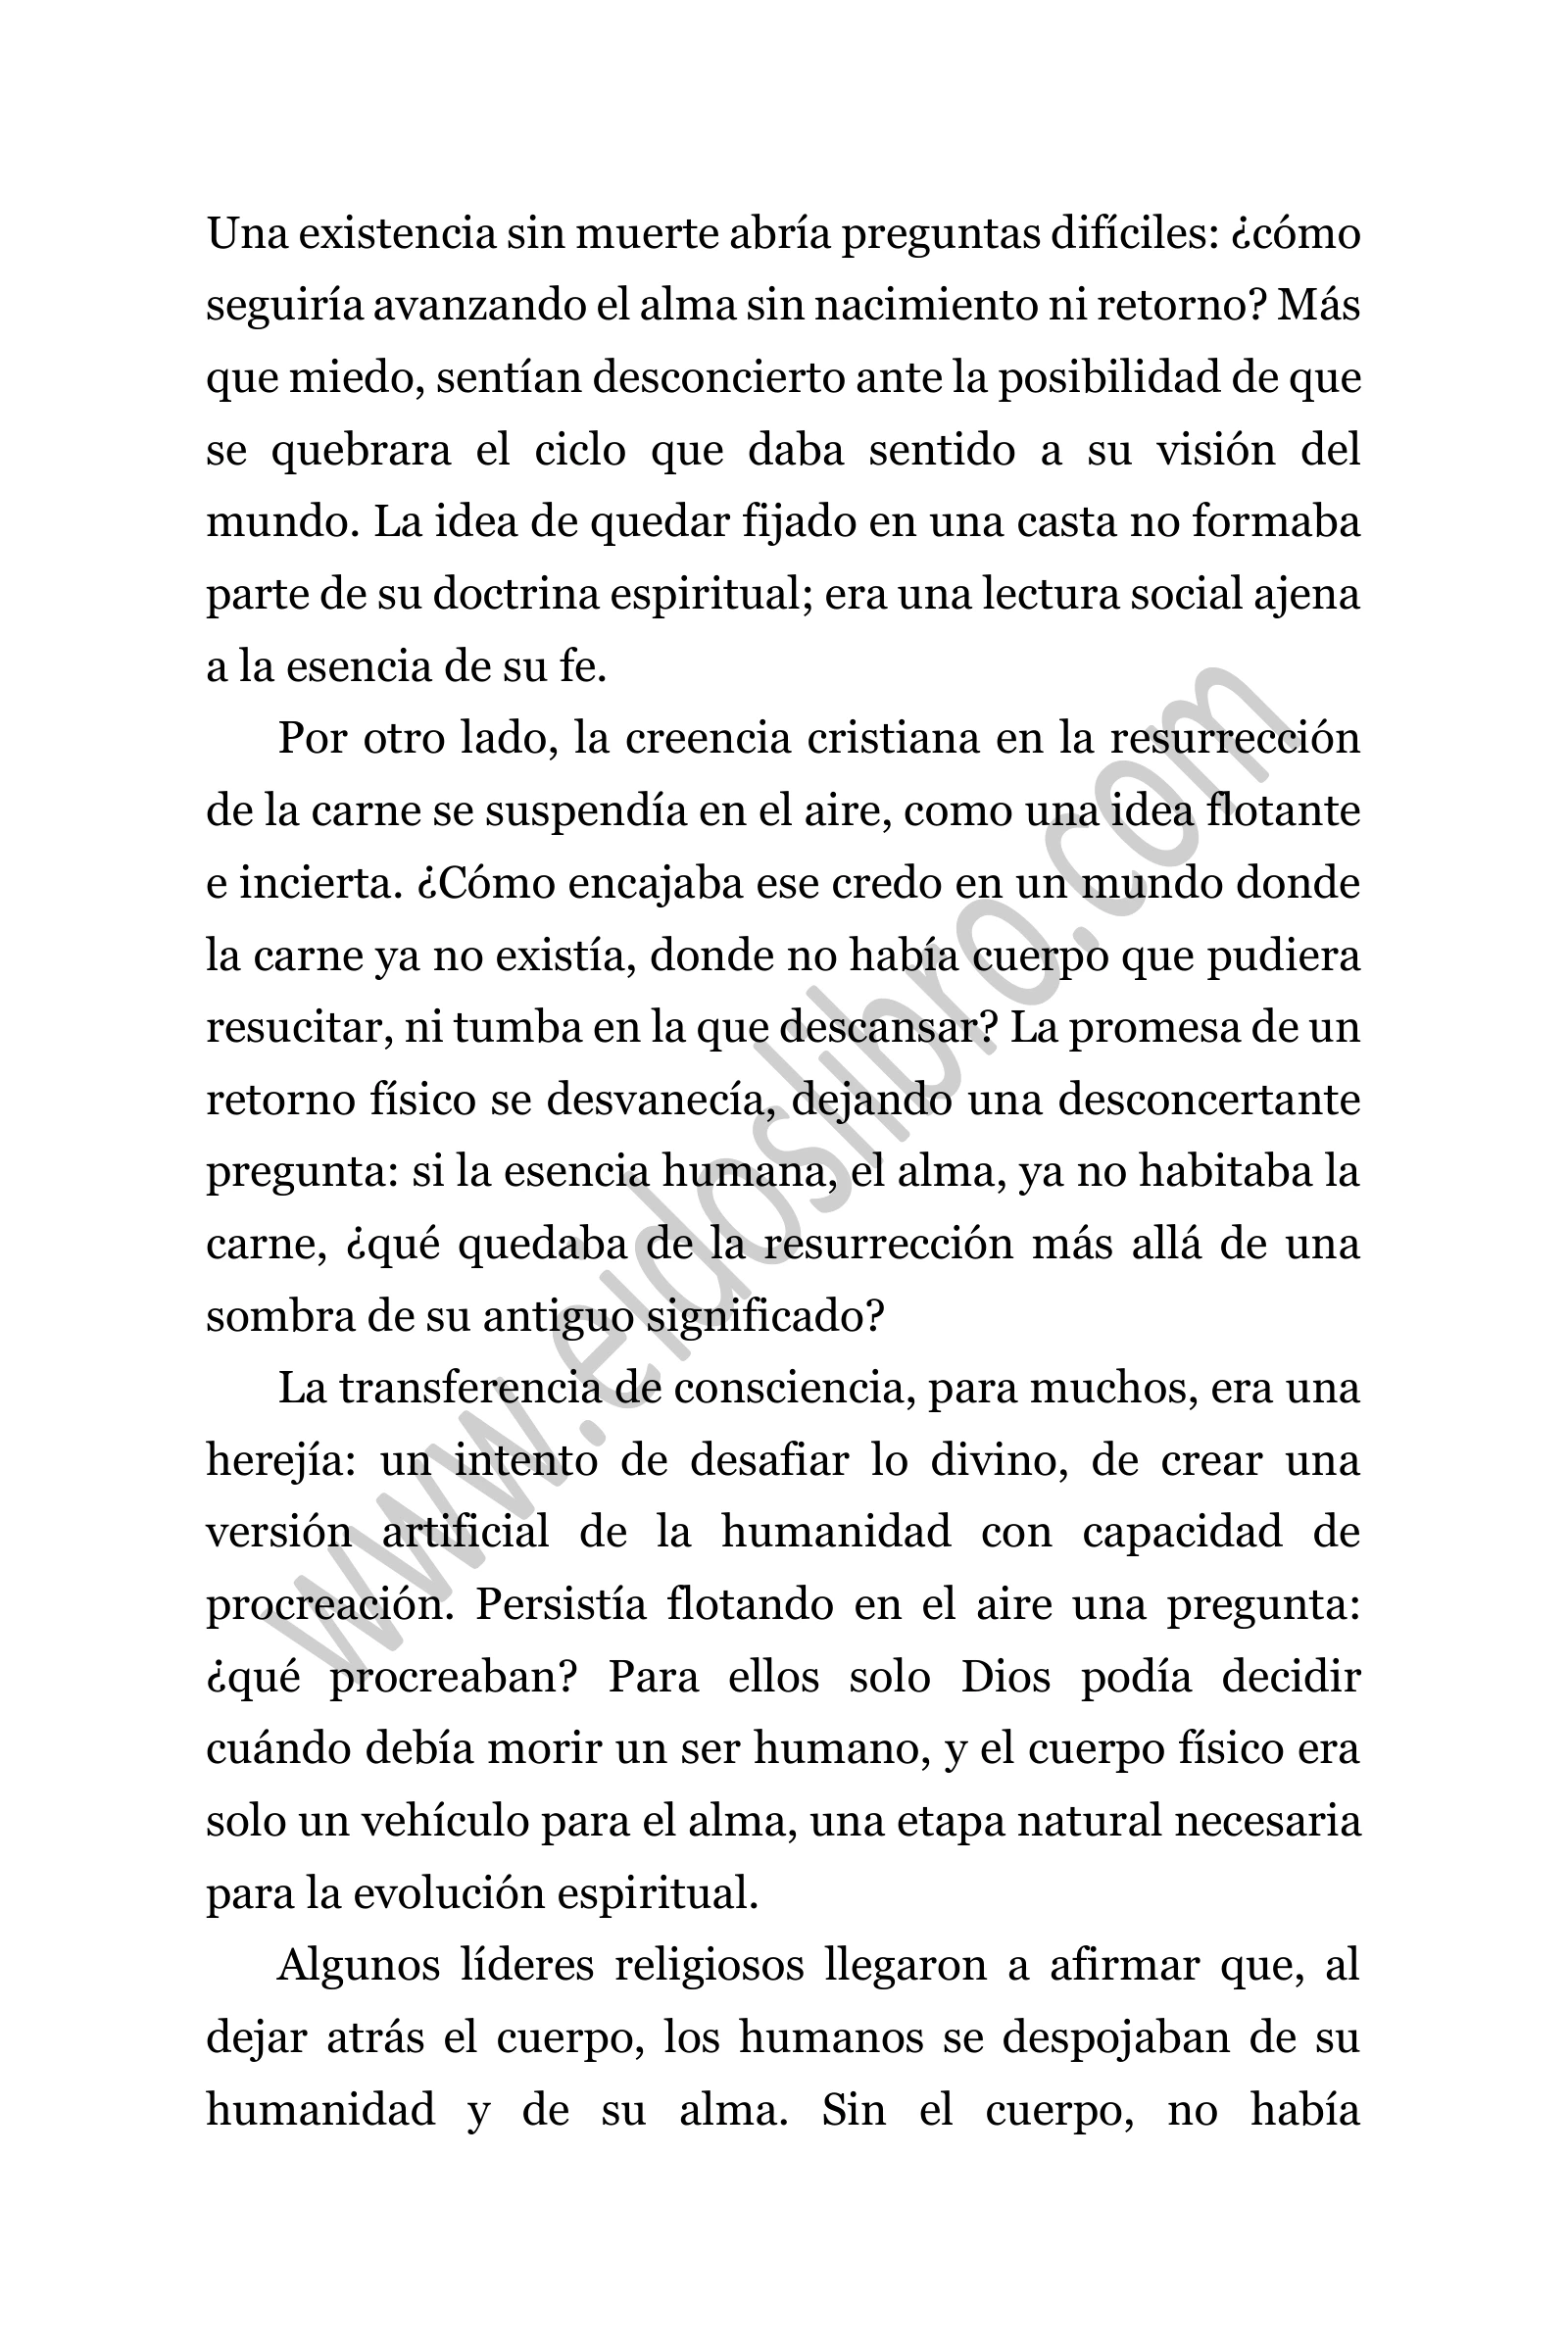 Una existencia sin muerte abría preguntas difíciles: ¿cómo
seguiría avanzando el alma sin nacimiento ni retorno? Más
que miedo, sentían desconcierto ante la posibilidad de que
se quebrara el ciclo que daba sentido a su visión del
mundo. La idea de quedar fijado en una casta no formaba
parte de su doctrina espiritual; era una lectura social ajena
a la esencia de su fe.
Por otro lado, la creencia cristiana en la resurrección
de la carne se suspendía en el aire, como una idea flotante
e incierta. ¿Cómo encajaba ese credo en un mundo donde
la carne ya no existía, donde no había cuerpo que pudiera
resucitar, ni tumba en la que descansar? La promesa de un
retorno físico se desvanecía, dejando una desconcertante
pregunta: si la esencia humana, el alma, ya no habitaba la
carne, ¿qué quedaba de la resurrección más allá de una
sombra de su antiguo significado?
La transferencia de consciencia, para muchos, era una
herejía: un intento de desafiar lo divino, de crear una
versión artificial de la humanidad con capacidad de
procreación. Persistía flotando en el aire una pregunta:
¿qué procreaban? Para ellos solo Dios podía decidir
cuándo debía morir un ser humano, y el cuerpo físico era
solo un vehículo para el alma, una etapa natural necesaria
para la evolución espiritual.
Algunos líderes religiosos llegaron a afirmar que, al
dejar atrás el cuerpo, los humanos se despojaban de su
humanidad y de su alma. Sin el cuerpo, no había
www.eidoslibro.com